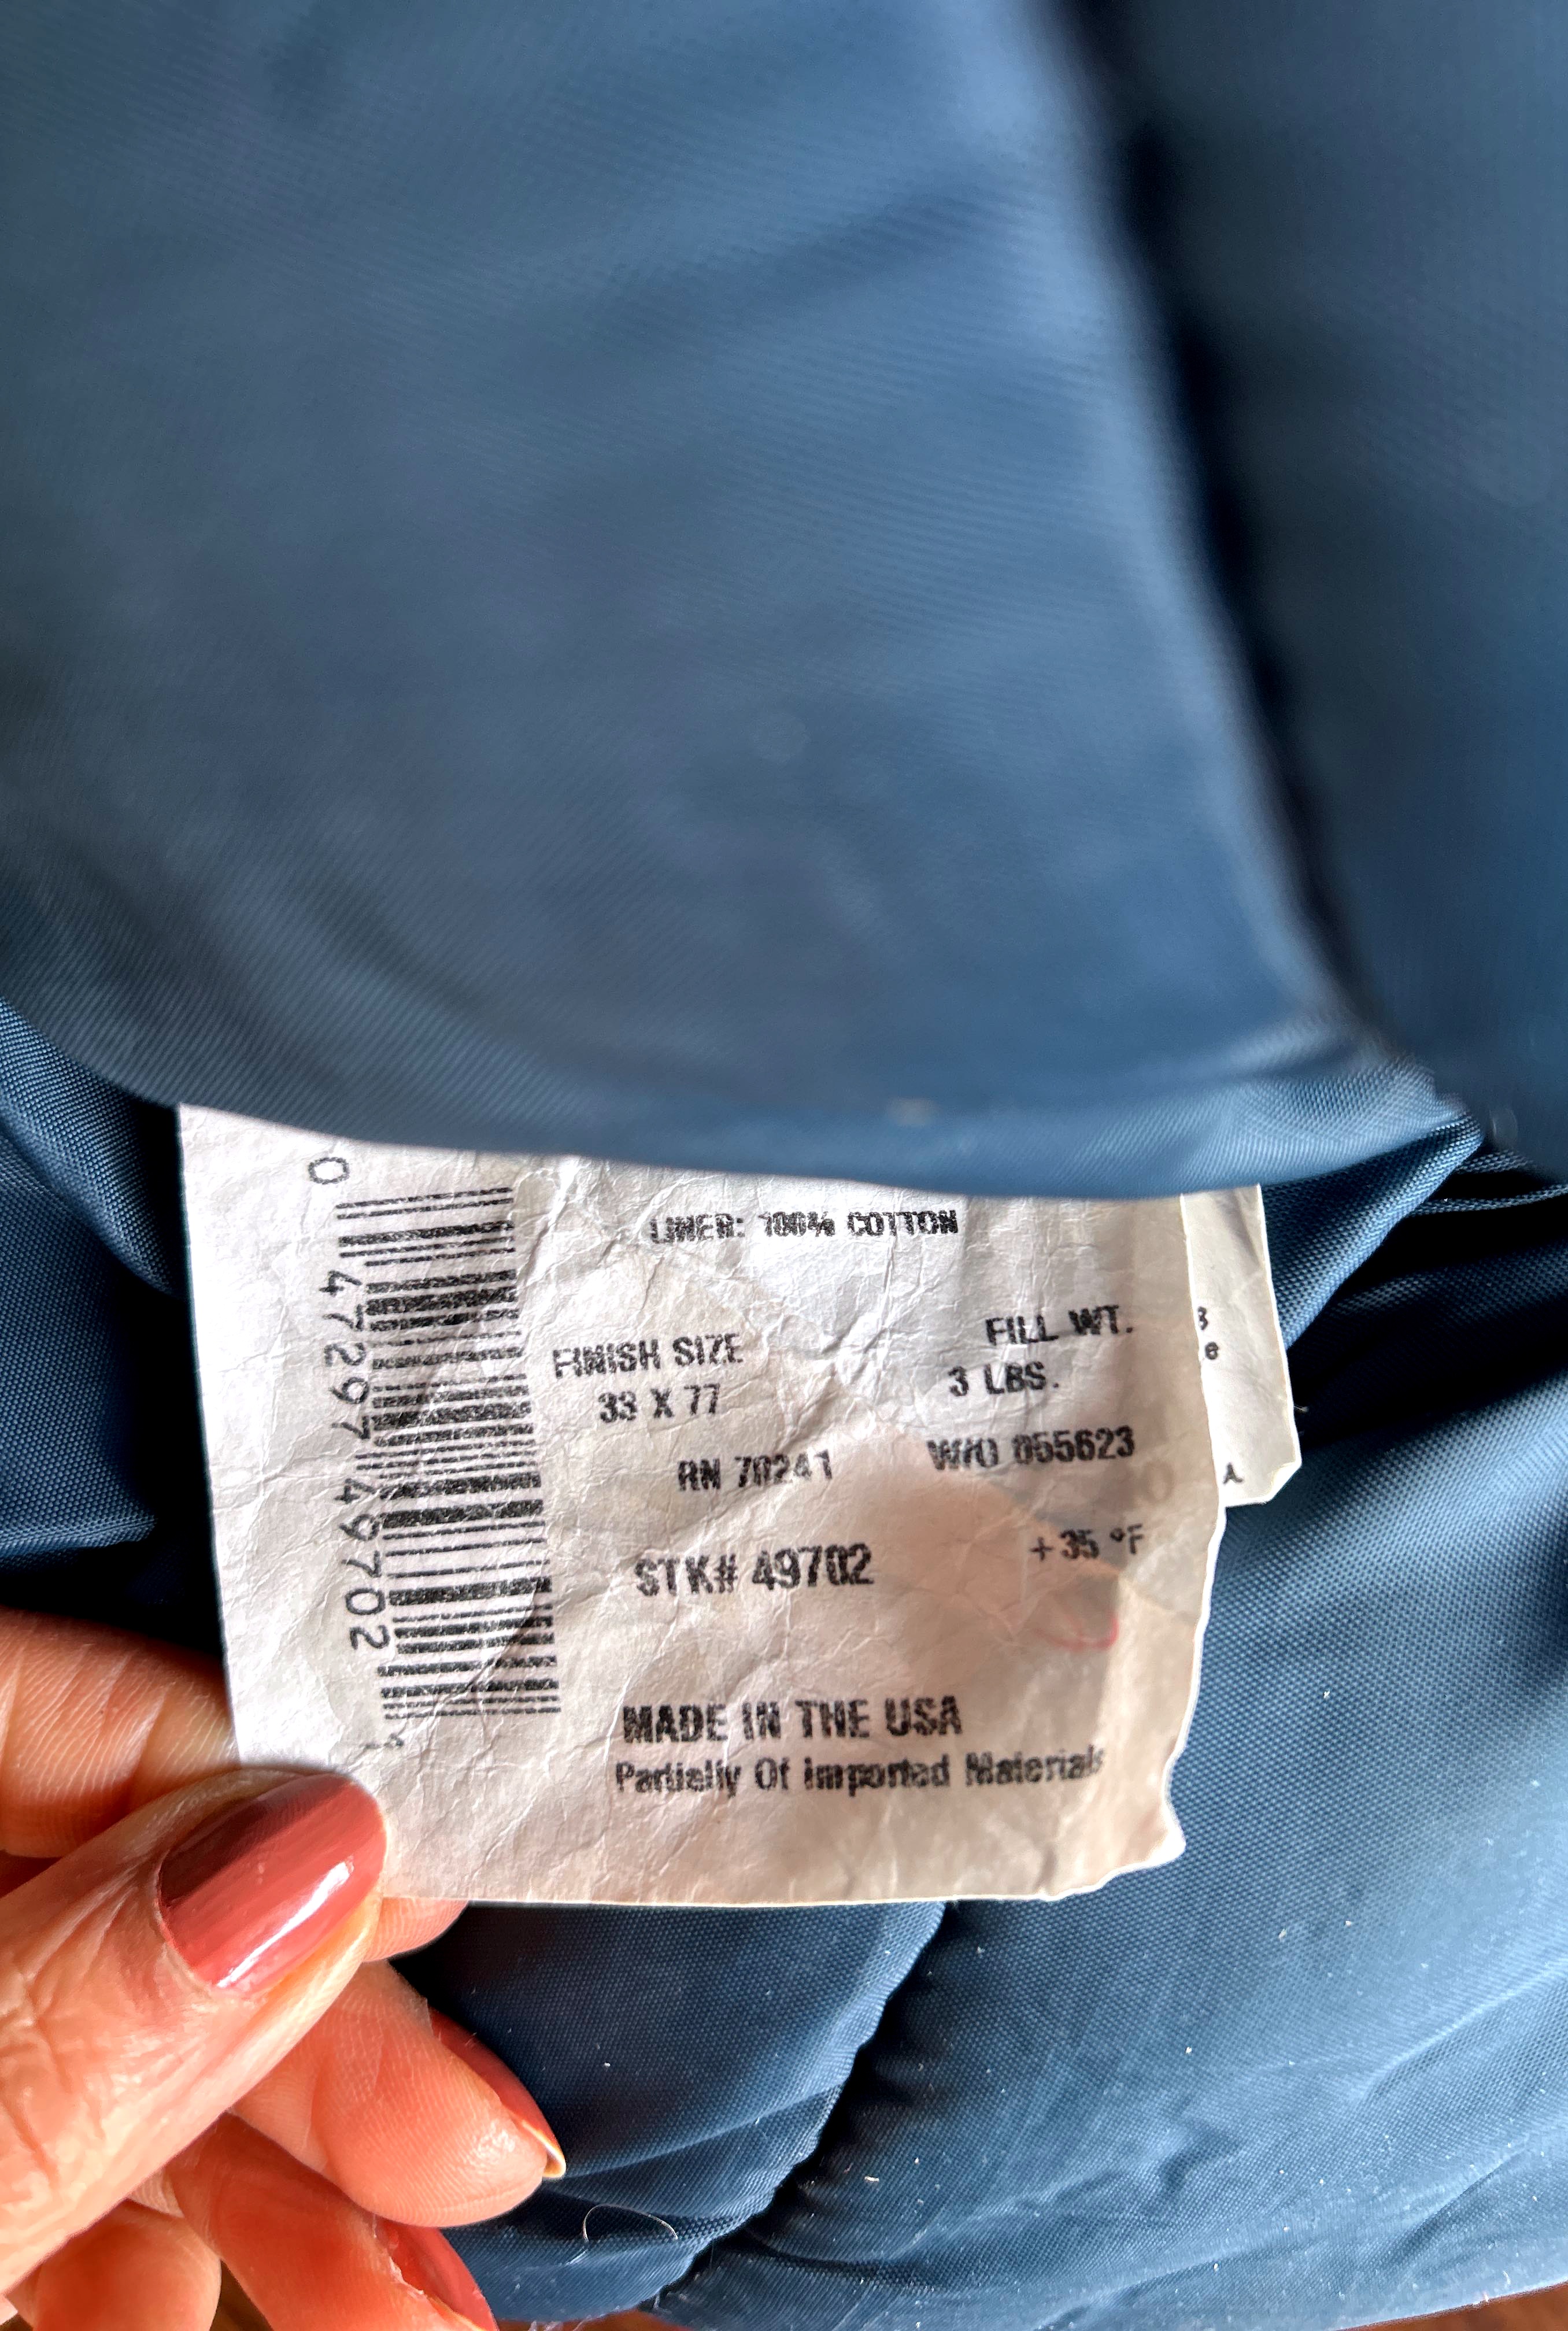 LINER: 100% COTTON
FINISH SIZE
33 X 77
FILL WT.
3 LBS.
RN 70241
W/O 055623
STK# 49702
+35 °F
MADE IN THE USA
Partially Of Imported Materials
0 47297 49702